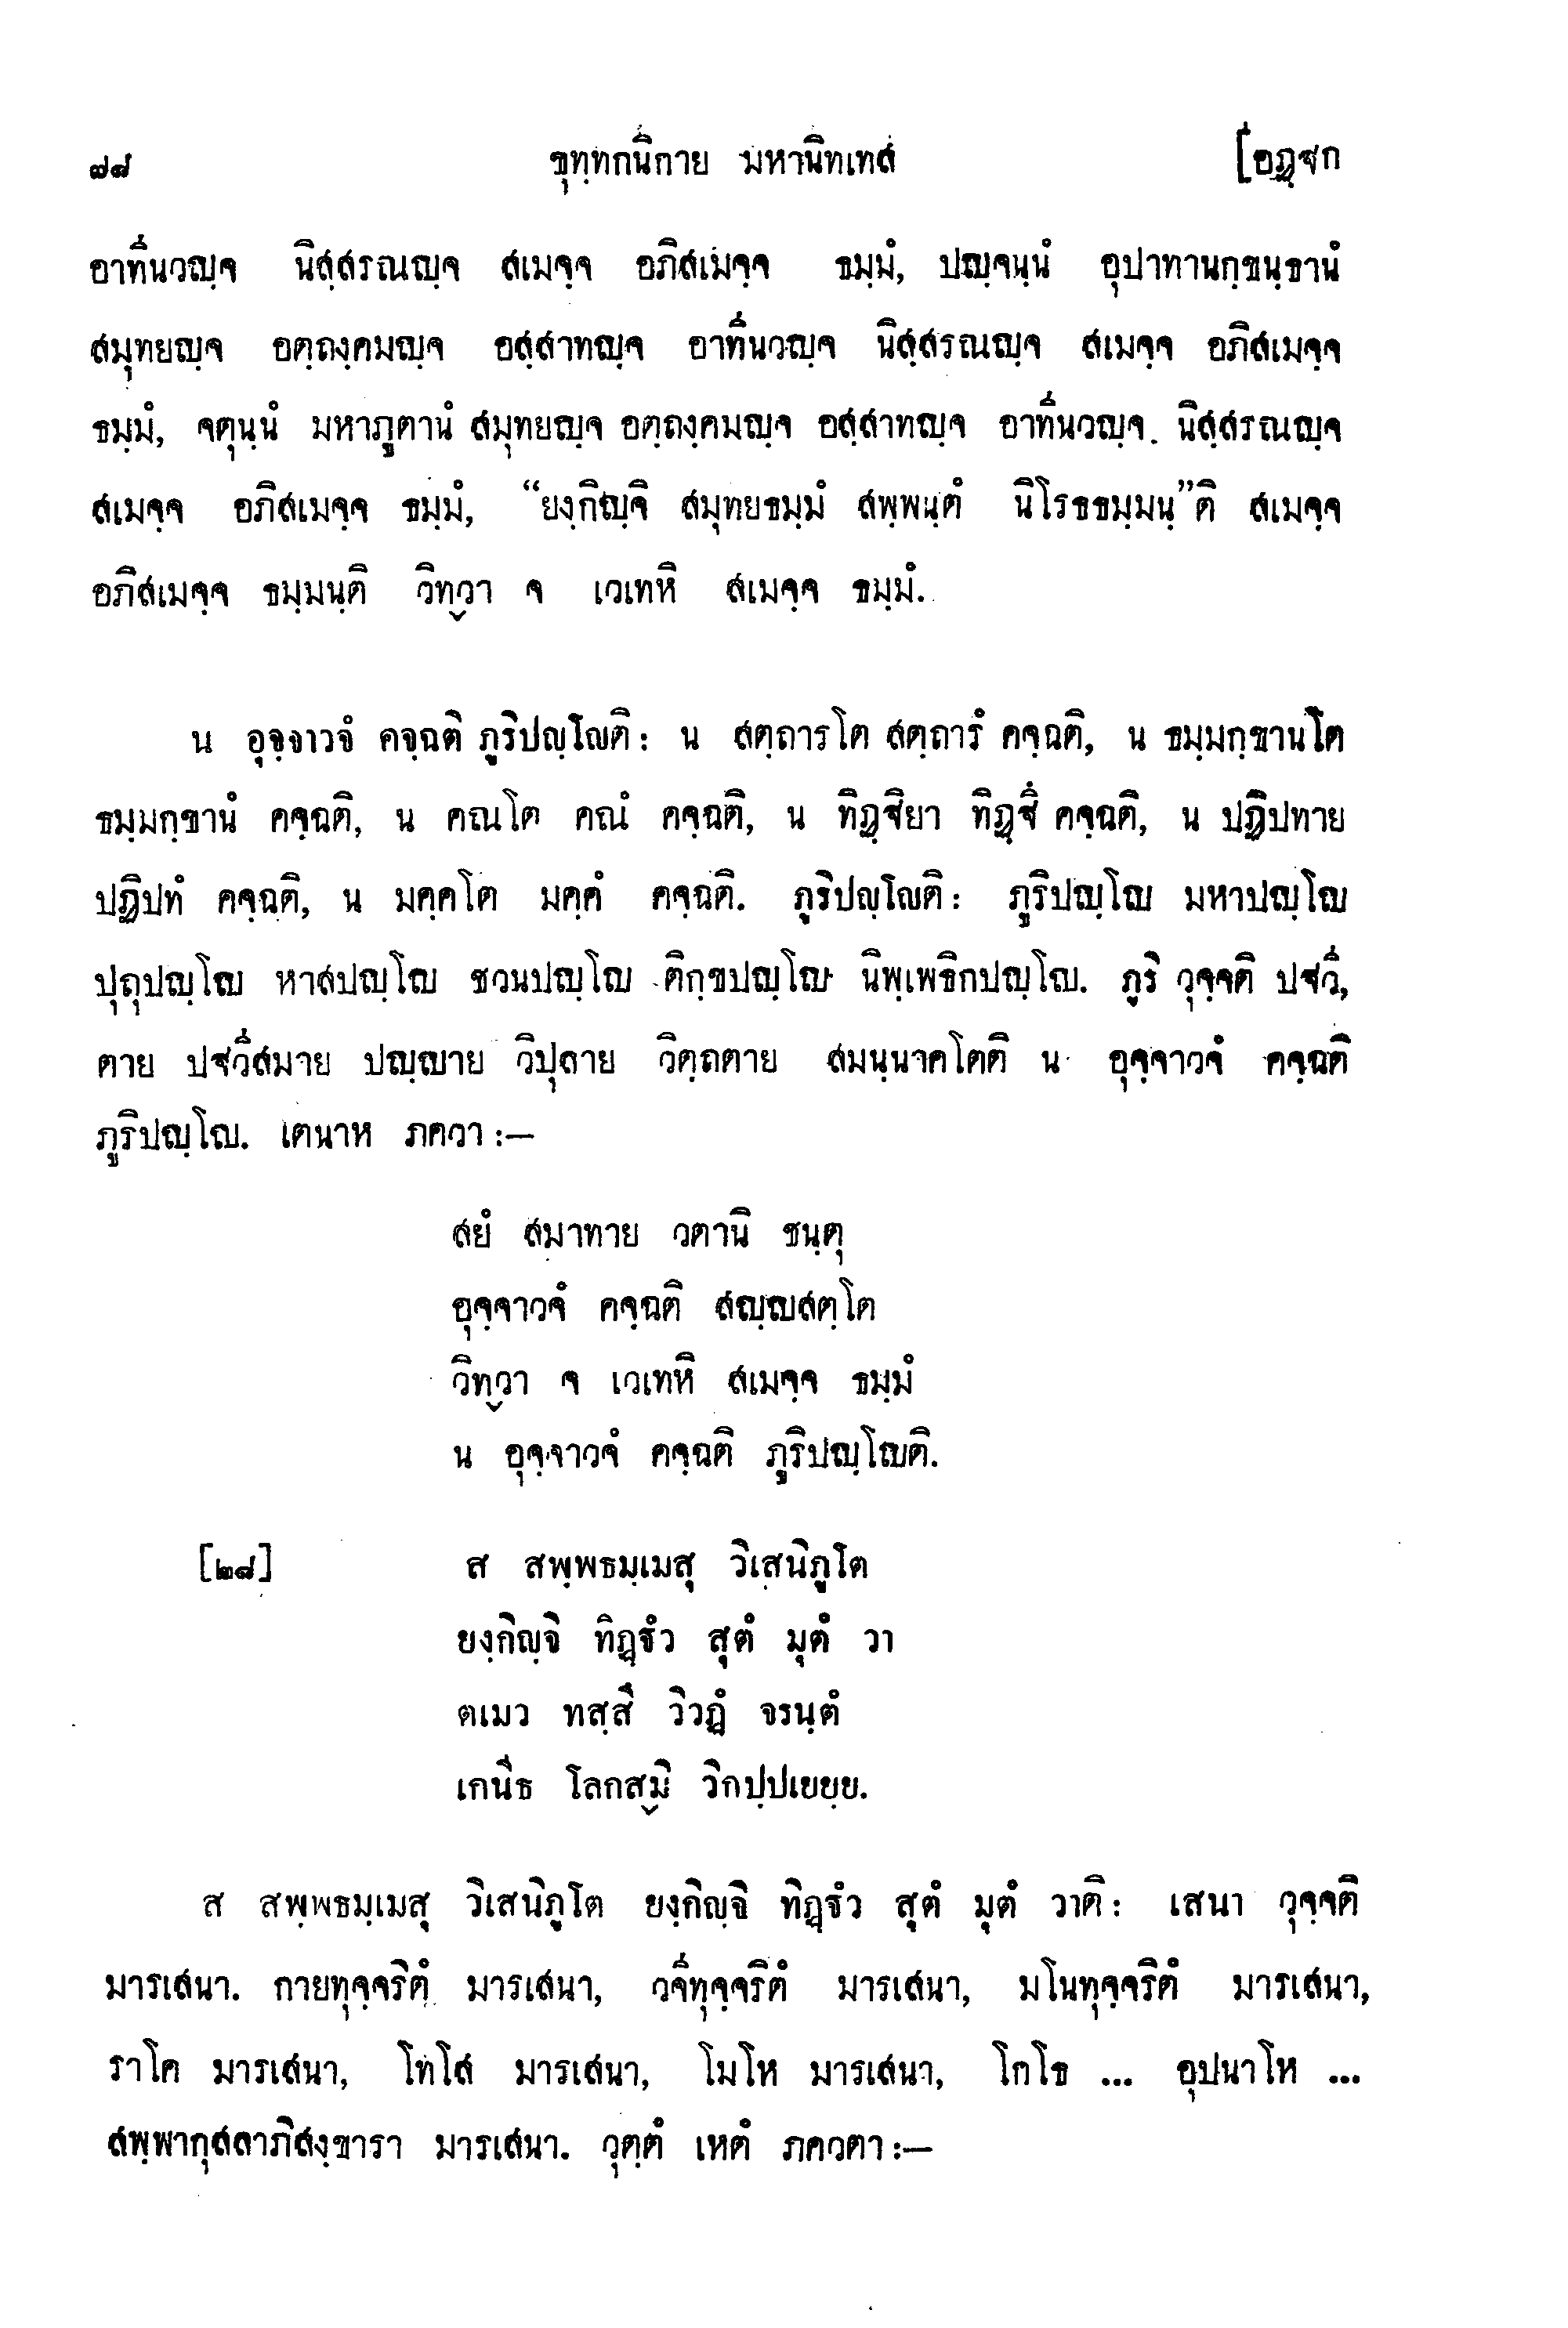 ๗๘ ขุทฺทกนิกาย มหานิทเทส [อฏฺฐก
อาทีนวญฺจ นิสฺสรณญฺจ สเมจฺจ อภิสเมจฺจ ธมฺมํ, ปญฺจนฺนํ อุปาทานกฺขนฺธานํ
สมุทยญฺจ อตฺถงฺคมญฺจ อสฺสาทญฺจ อาทีนวญฺจ นิสฺสรณญฺจ สเมจฺจ อภิสเมจฺจ
ธมฺมํ, จตุนฺนํ มหาภูตานํ สมุทยญฺจ อตฺถงฺคมญฺจ อสฺสาทญฺจ อาทีนวญฺจ นิสฺสรณญฺจ
สเมจฺจ อภิสเมจฺจ ธมฺมํ, “ยงฺกิญฺจิ สมุทยธมฺมํ สพฺพนฺตํ นิโรธธมฺมนฺ”ติ สเมจฺจ
อภิสเมจฺจ ธมฺมนฺติ วิทฺวา จ เวเทหิ สเมจฺจ ธมฺมํ.
น อุจฺจาวจํ คจฺฉติ ภูริปญฺโญติ: น สตฺถารโต สตฺถารํ คจฺฉติ, น ธมฺมกฺขานโต
ธมฺมกฺขานํ คจฺฉติ, น คณโต คณํ คจฺฉติ, น ทิฏฺฐิยา ทิฏฺฐึ คจฺฉติ, น ปฏิปทาย
ปฏิปทํ คจฺฉติ, น มคฺคโต มคฺคํ คจฺฉติ. ภูริปญฺโญติ: ภูริปญฺโญ มหาปญฺโญ
ปุถุปญฺโญ หาสปญฺโญ ชวนปญฺโญ ติกฺขปญฺโญ นิพฺเพธิกปญฺโญ. ภูริ วุจฺจติ ปฐวี,
ตาย ปฐวีสมาย ปญฺญาย วิปุลาย วิตฺถตาย สมนฺนาคโตติ น อุจฺจาวจํ คจฺฉติ
ภูริปญฺโญ. เตนาห ภควา :—
สยํ สมาทาย วตานิ ชนฺตุ
อุจฺจาวจํ คจฺฉติ สญฺญสตฺโต
วิทฺวา จ เวเทหิ สเมจฺจ ธมฺมํ
น อุจฺจาวจํ คจฺฉติ ภูริปญฺโญติ.
[๒๘] ส สพฺพธมฺเมสุ วิเสนิภูโต
ยงฺกิญฺจิ ทิฏฺฐํว สุตํ มุตํ วา
ตเมว ทสฺสึ วิวฏํ จรนฺตํ
เกนีธ โลกสฺมิ วิกปฺปเยยฺย.
ส สพฺพธมฺเมสุ วิเสนิภูโต ยงฺกิญฺจิ ทิฏฺฐํว สุตํ มุตํ วาติ: เสนา วุจฺจติ
มารเสนา. กายทุจฺจริตํ มารเสนา, วจีทุจฺจริตํ มารเสนา, มโนทุจฺจริตํ มารเสนา,
ราโค มารเสนา, โทโส มารเสนา, โมโห มารเสนา, โกโธ ... อุปนาโห ...
สพฺพากุสลาภิสงฺขารา มารเสนา. วุตฺตํ เหตํ ภควตา :—